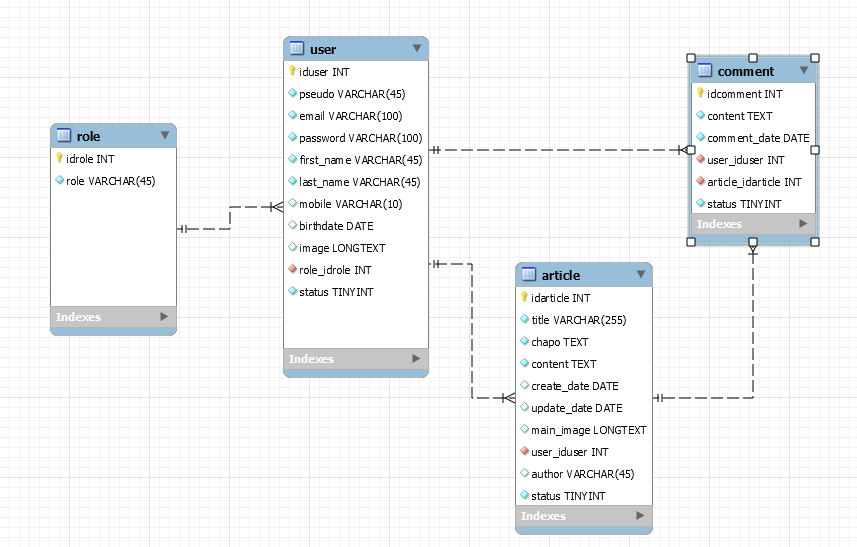 role
idrole INT
role VARCHAR(45)
Indexes
user
iduser INT
pseudo VARCHAR(45)
email VARCHAR(100)
password VARCHAR(100)
first_name VARCHAR(45)
last_name VARCHAR(45)
mobile VARCHAR(10)
birthdate DATE
image LONGTEXT
role_idrole INT
status TINYINT
Indexes
article
idarticle INT
title VARCHAR(255)
chapo TEXT
content TEXT
create_date DATE
update_date DATE
main_image LONGTEXT
user_iduser INT
author VARCHAR(45)
status TINYINT
Indexes
comment
idcomment INT
content TEXT
comment_date DATE
user_iduser INT
article_idarticle INT
status TINYINT
Indexes